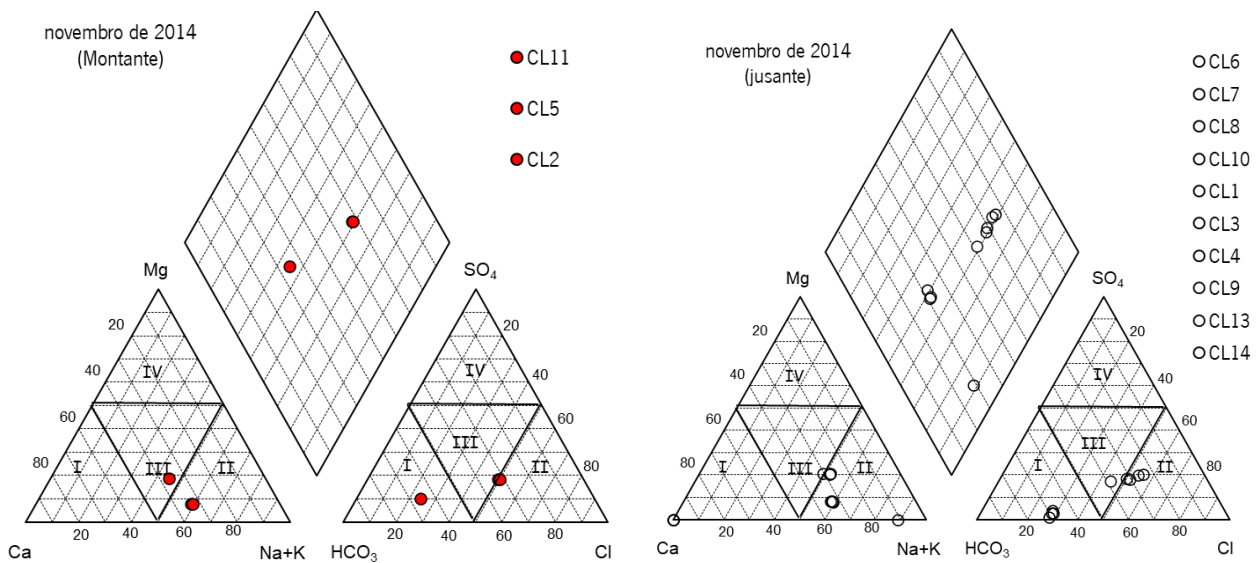 novembro de 2014
(Montante)
CL11
CL5
CL2
Mg
SO₄
20
20
IV
IV
40
40
60
60
III
80
I
III
II
I
II
80
20
40
60
80
20
40
60
80
Ca
Na+K
HCO₃
Cl
novembro de 2014
(jusante)
CL6
CL7
CL8
CL10
CL1
CL3
CL4
CL9
CL13
CL14
Mg
SO₄
20
20
IV
IV
40
40
60
60
III
80
I
III
II
I
II
80
20
40
60
80
20
40
60
80
Ca
Na+K
HCO₃
Cl